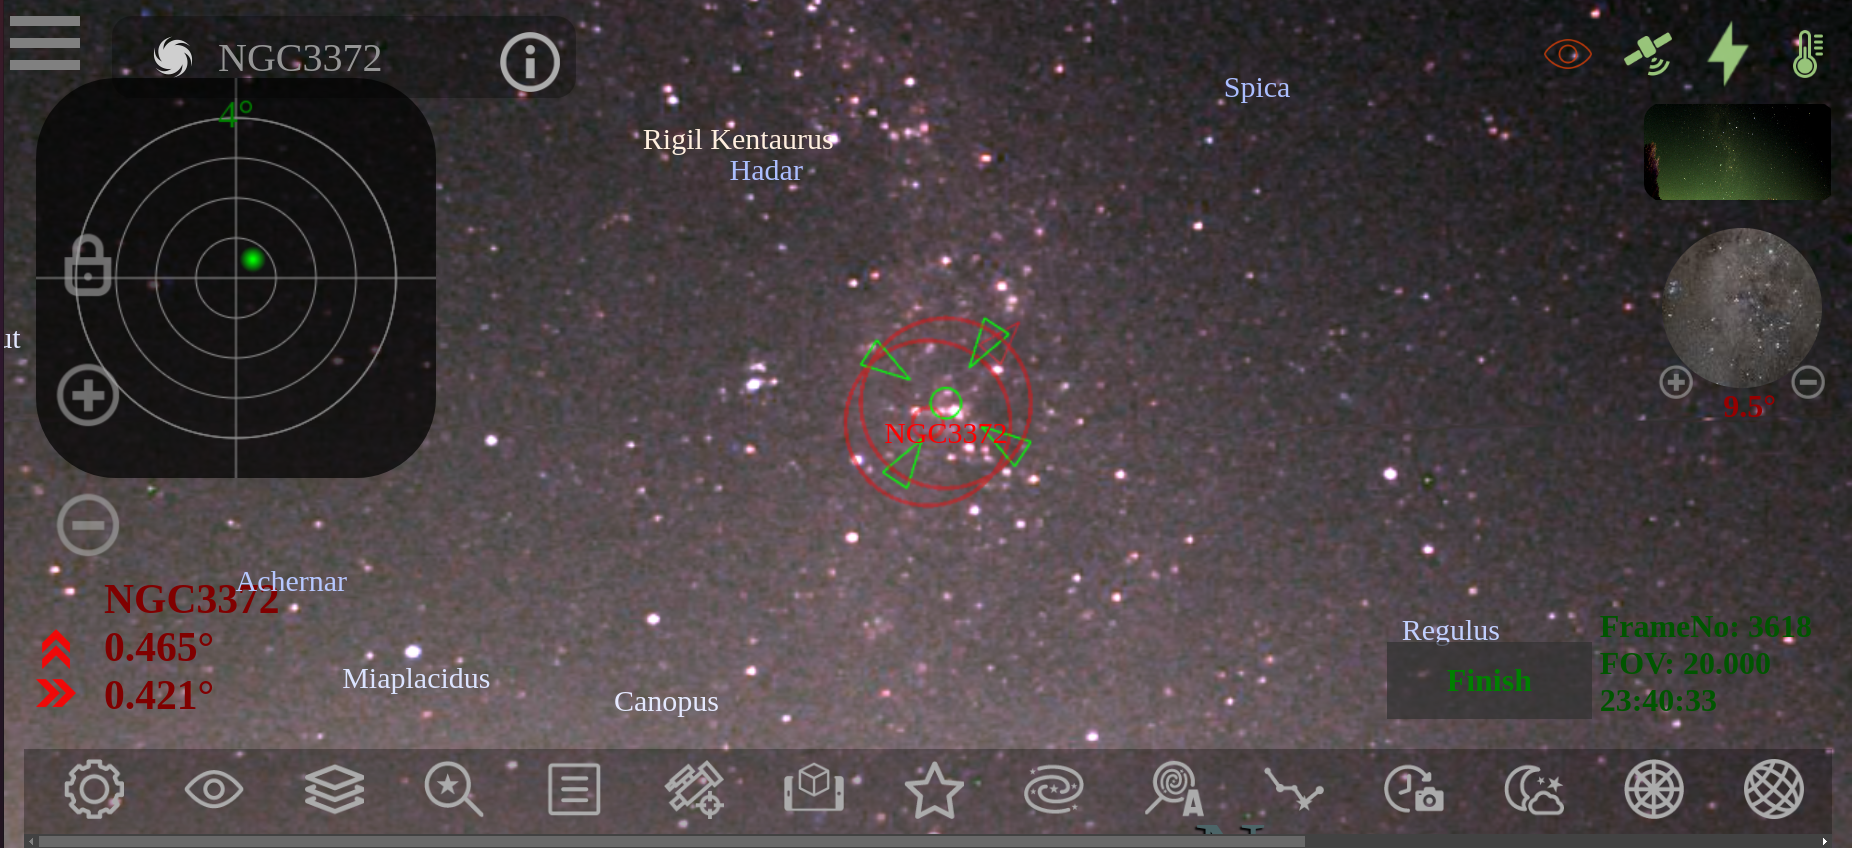 NGC3372
4°
Spica
Rigil Kentaurus
Hadar
ut
9.5°
NGC3372
Achernar
NGC3372
0.465°
0.421°
Miaplacidus
Canopus
Regulus
Finish
FrameNo: 3618
FOV: 20.000
23:40:33